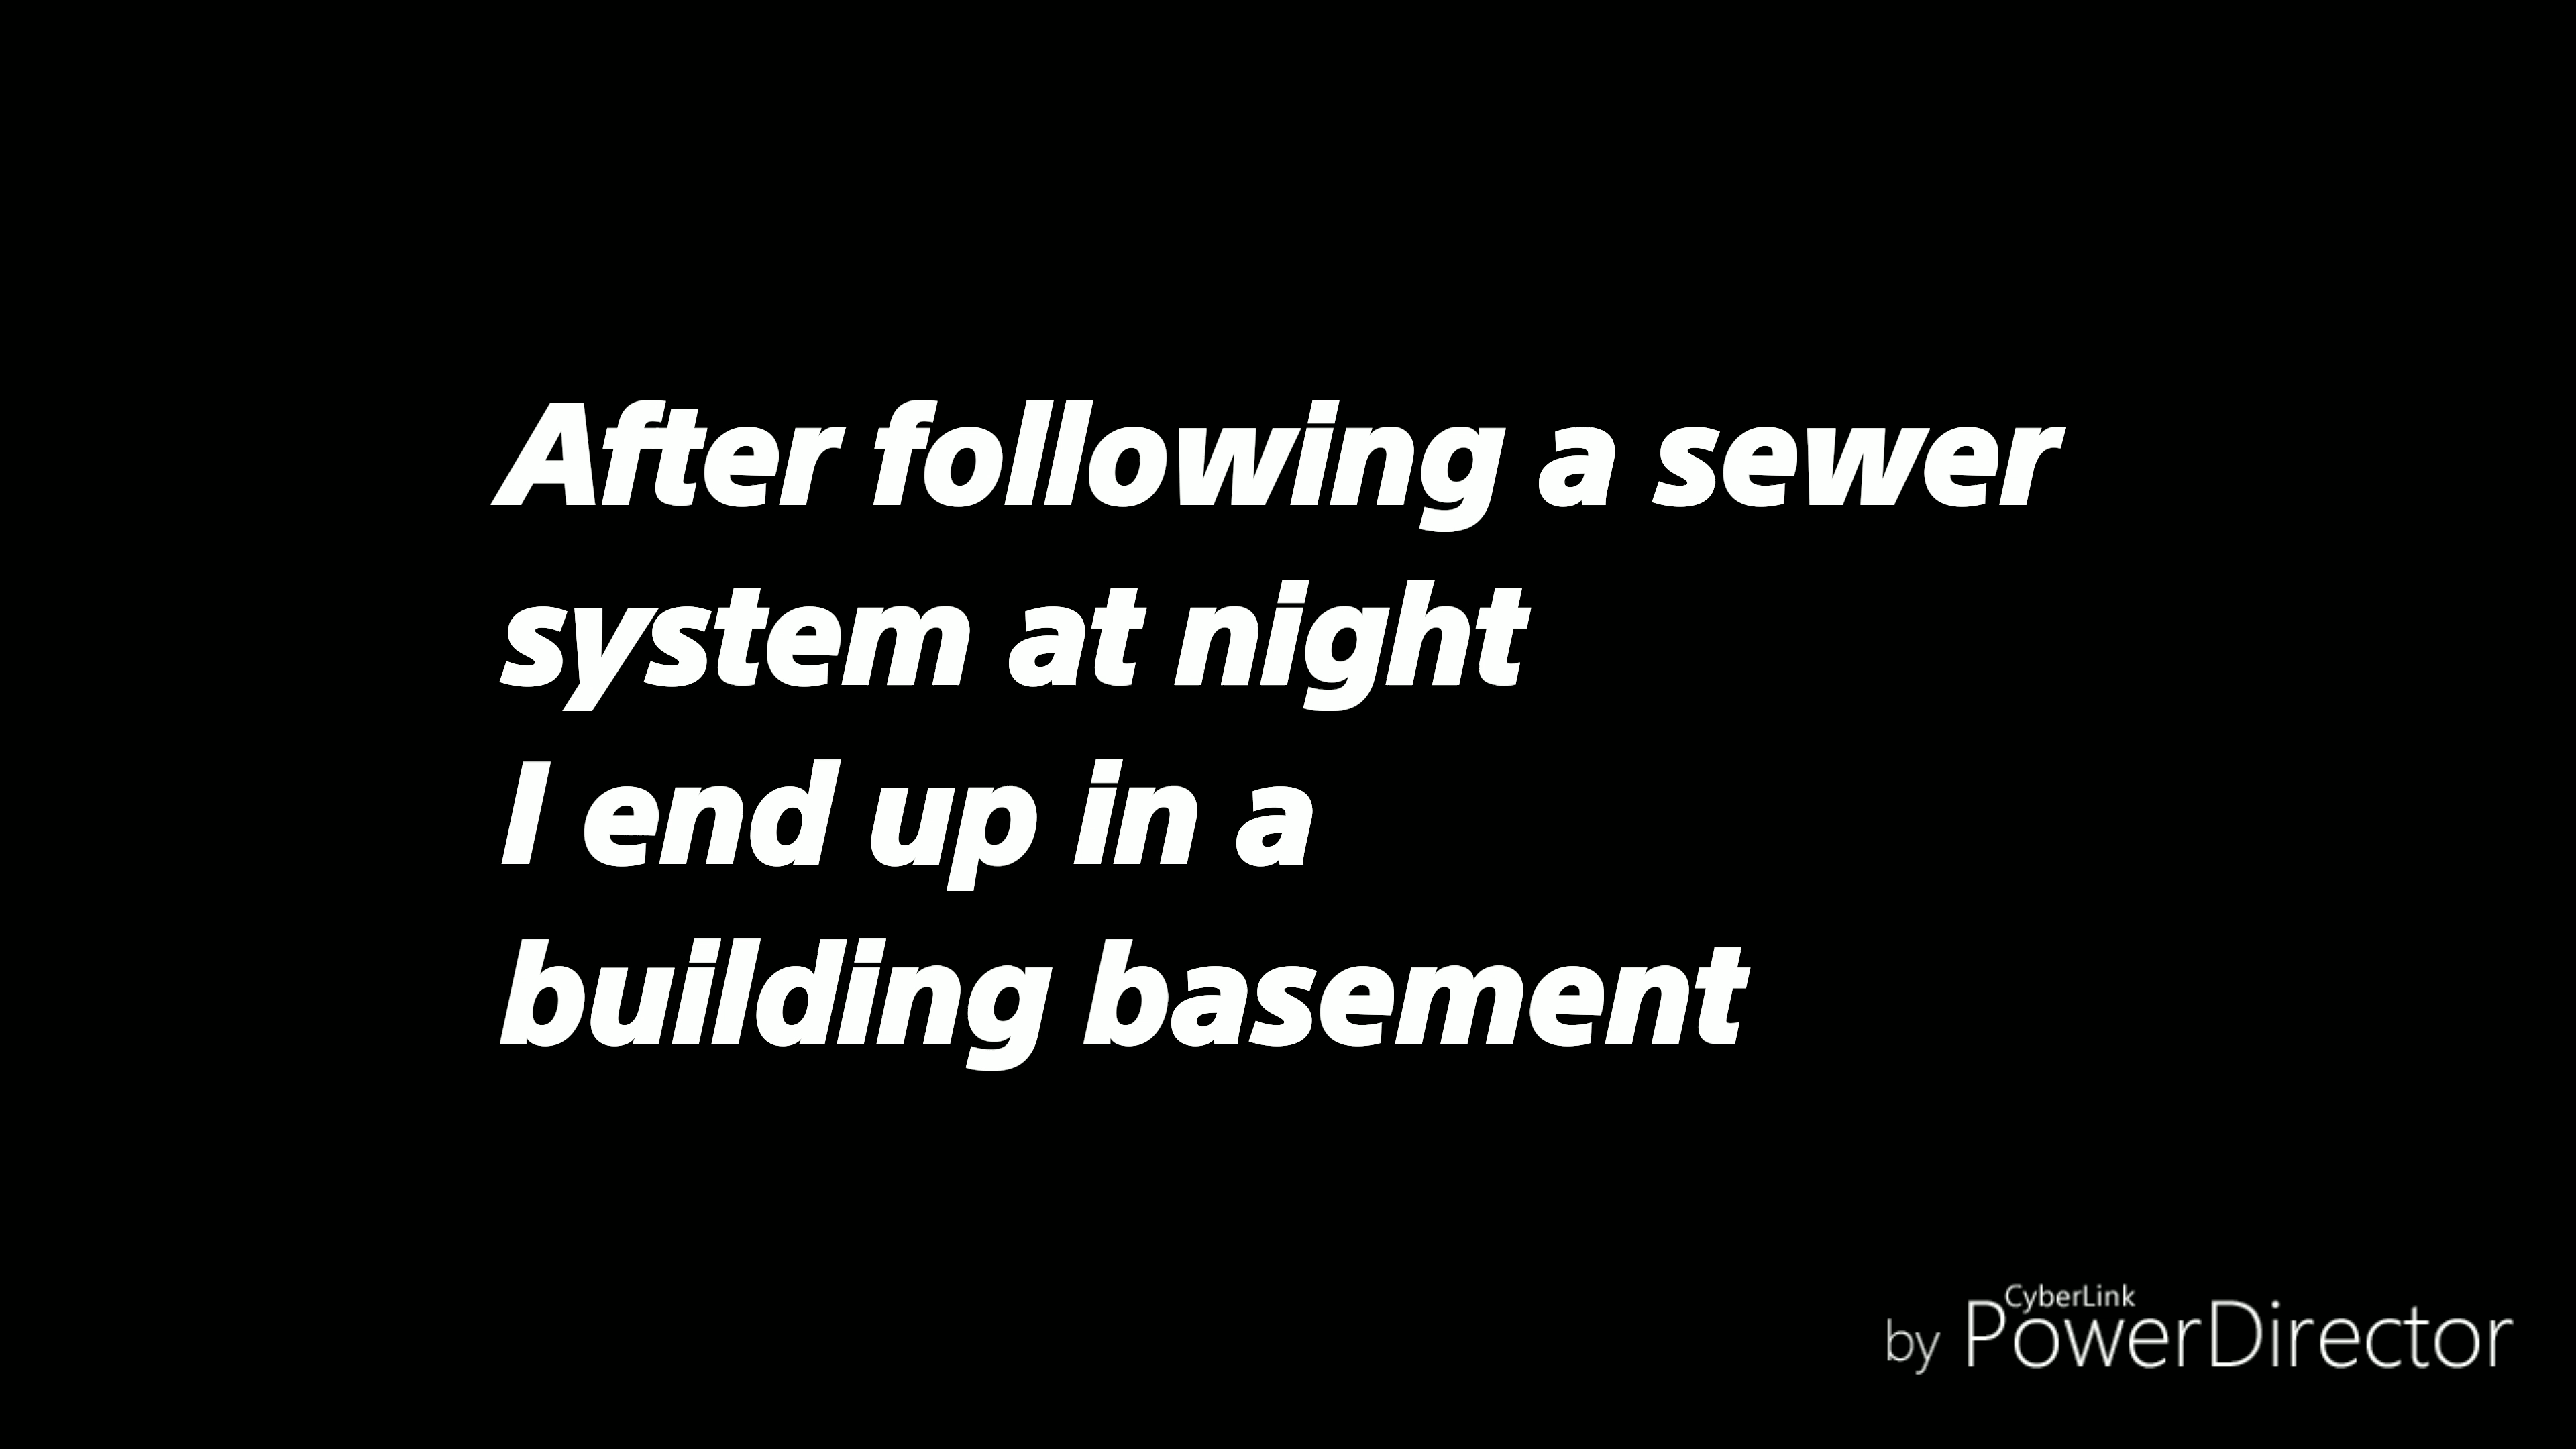 After following a sewer
system at night
I end up in a
building basement
by CyberLink PowerDirector